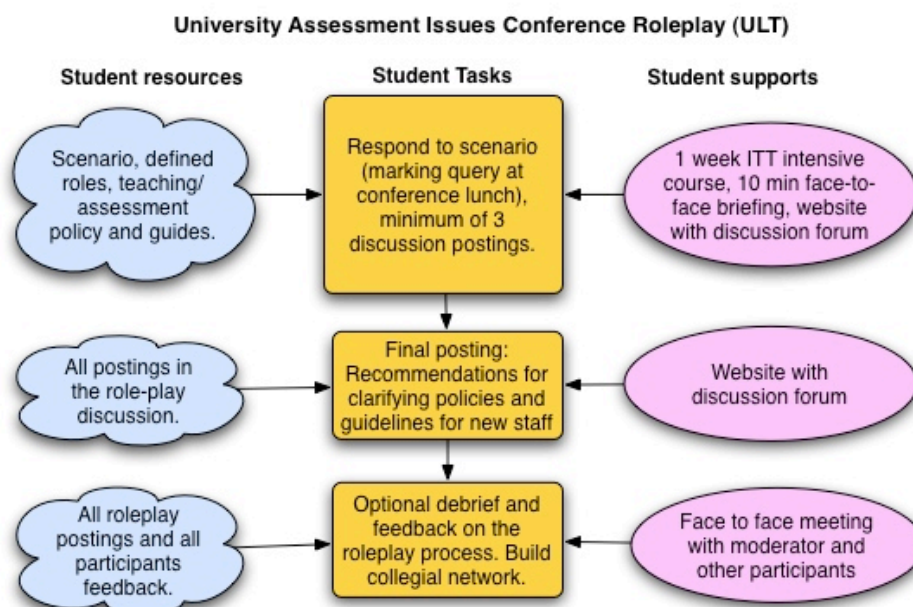 University Assessment Issues Conference Roleplay (ULT)
Student resources
Student Tasks
Student supports
Scenario, defined
roles, teaching/
assessment
policy and guides.
Respond to scenario
(marking query at
conference lunch),
minimum of 3
discussion postings.
1 week ITT intensive
course, 10 min face-to-
face briefing, website
with discussion forum
All postings in
the role-play
discussion.
Final posting:
Recommendations for
clarifying policies and
guidelines for new staff
Website with
discussion forum
All roleplay
postings and all
participants
feedback.
Optional debrief and
feedback on the
roleplay process. Build
collegial network.
Face to face meeting
with moderator and
other participants